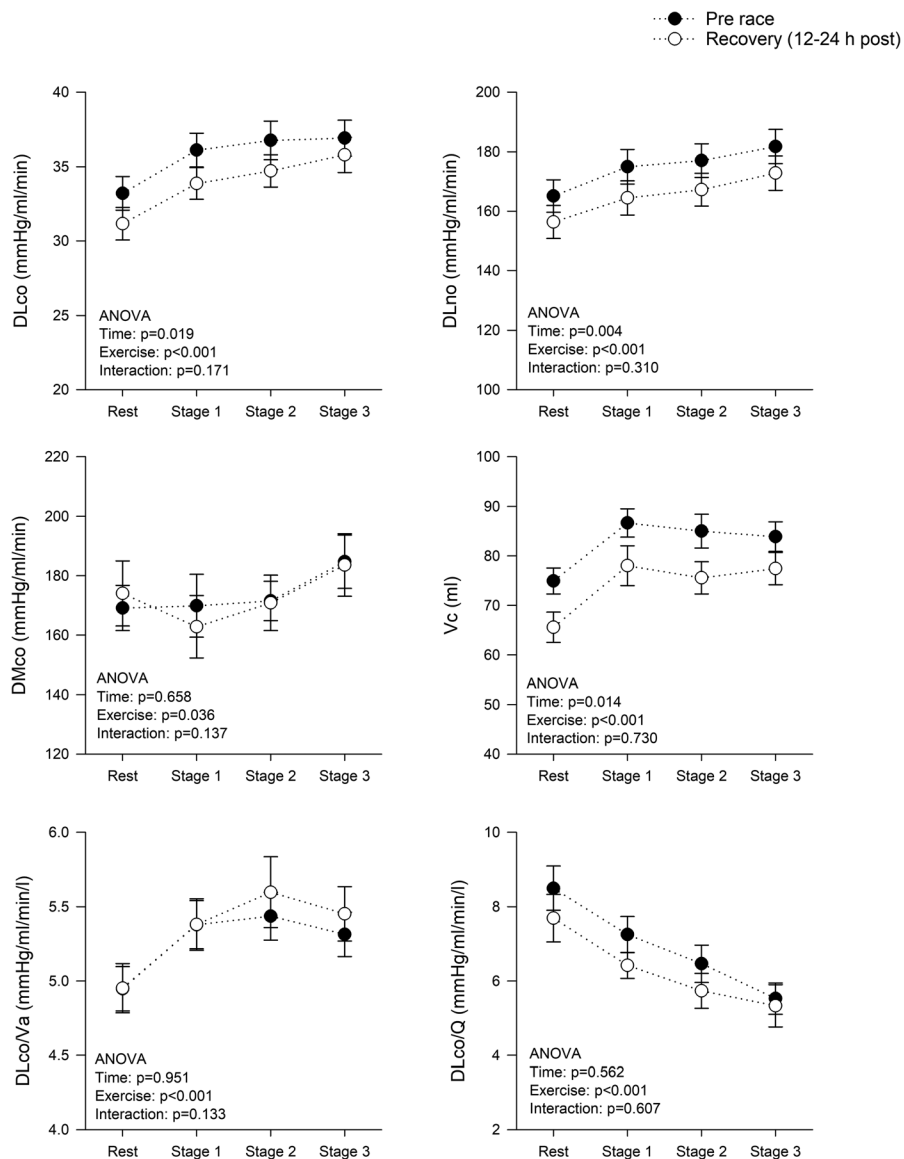 Pre race
Recovery (12-24 h post)
DLco (mmHg/ml/min)
40
35
30
25
20
ANOVA
Time: p=0.019
Exercise: p<0.001
Interaction: p=0.171
Rest Stage 1 Stage 2 Stage 3
DLno (mmHg/ml/min)
200
180
160
140
120
100
ANOVA
Time: p=0.004
Exercise: p<0.001
Interaction: p=0.310
Rest Stage 1 Stage 2 Stage 3
DMco (mmHg/ml/min)
220
200
180
160
140
120
ANOVA
Time: p=0.658
Exercise: p=0.036
Interaction: p=0.137
Rest Stage 1 Stage 2 Stage 3
Vc (ml)
100
90
80
70
60
50
40
ANOVA
Time: p=0.014
Exercise: p<0.001
Interaction: p=0.730
Rest Stage 1 Stage 2 Stage 3
DLco/Va (mmHg/ml/min/l)
6.0
5.5
5.0
4.5
4.0
ANOVA
Time: p=0.951
Exercise: p<0.001
Interaction: p=0.133
Rest Stage 1 Stage 2 Stage 3
DLco/Q (mmHg/ml/min/l)
10
8
6
4
2
ANOVA
Time: p=0.562
Exercise: p<0.001
Interaction: p=0.607
Rest Stage 1 Stage 2 Stage 3